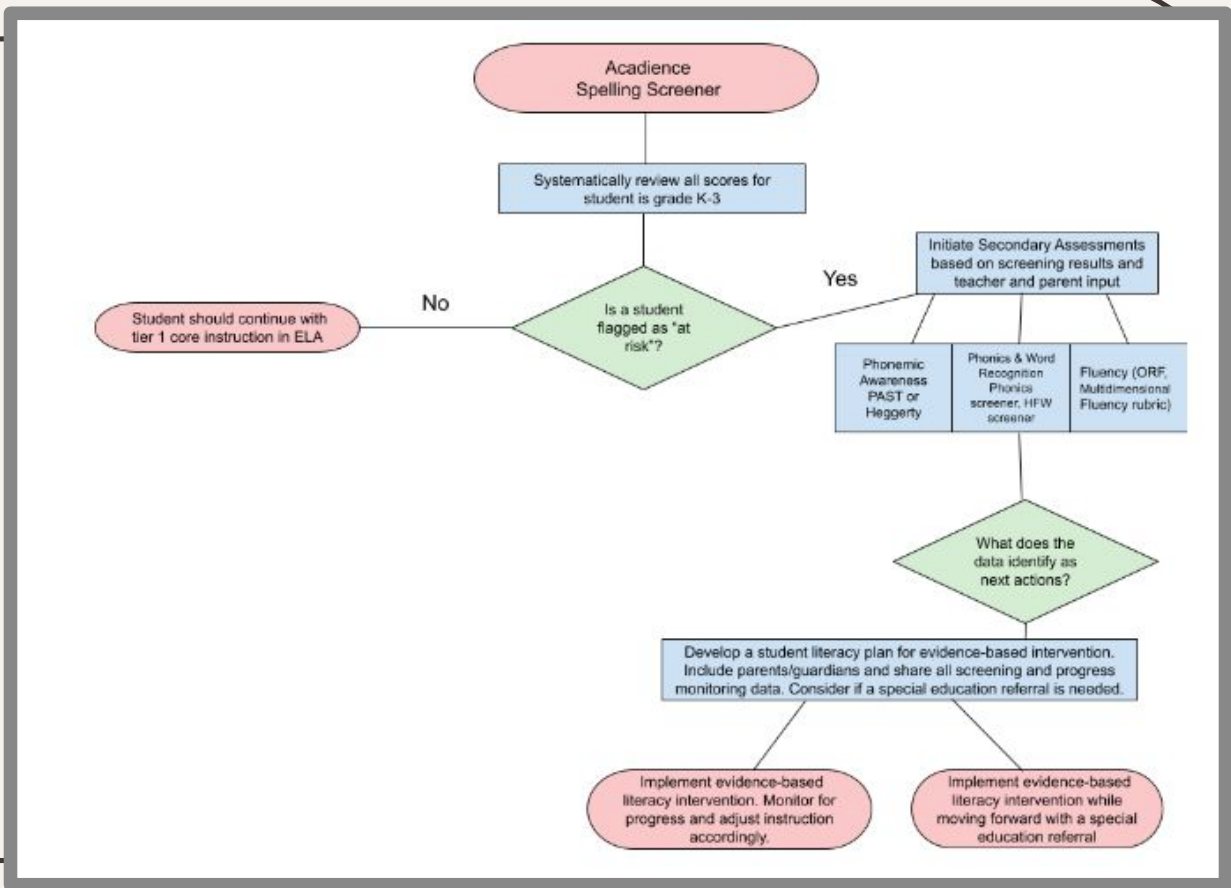 Acadience
Spelling Screener
Systematically review all scores for
student is grade K-3
Is a student
flagged as "at
risk"?
No
Student should continue with
tier 1 core instruction in ELA
Yes
Initiate Secondary Assessments
based on screening results and
teacher and parent input
Phonemic
Awareness
PAST or
Heggerty
Phonics & Word
Recognition
Phonics
screener, HFW
screener
Fluency (ORF,
Multidimensional
Fluency rubric)
What does the
data identify as
next actions?
Develop a student literacy plan for evidence-based intervention.
Include parents/guardians and share all screening and progress
monitoring data. Consider if a special education referral is needed.
Implement evidence-based
literacy intervention. Monitor for
progress and adjust instruction
accordingly.
Implement evidence-based
literacy intervention while
moving forward with a special
education referral